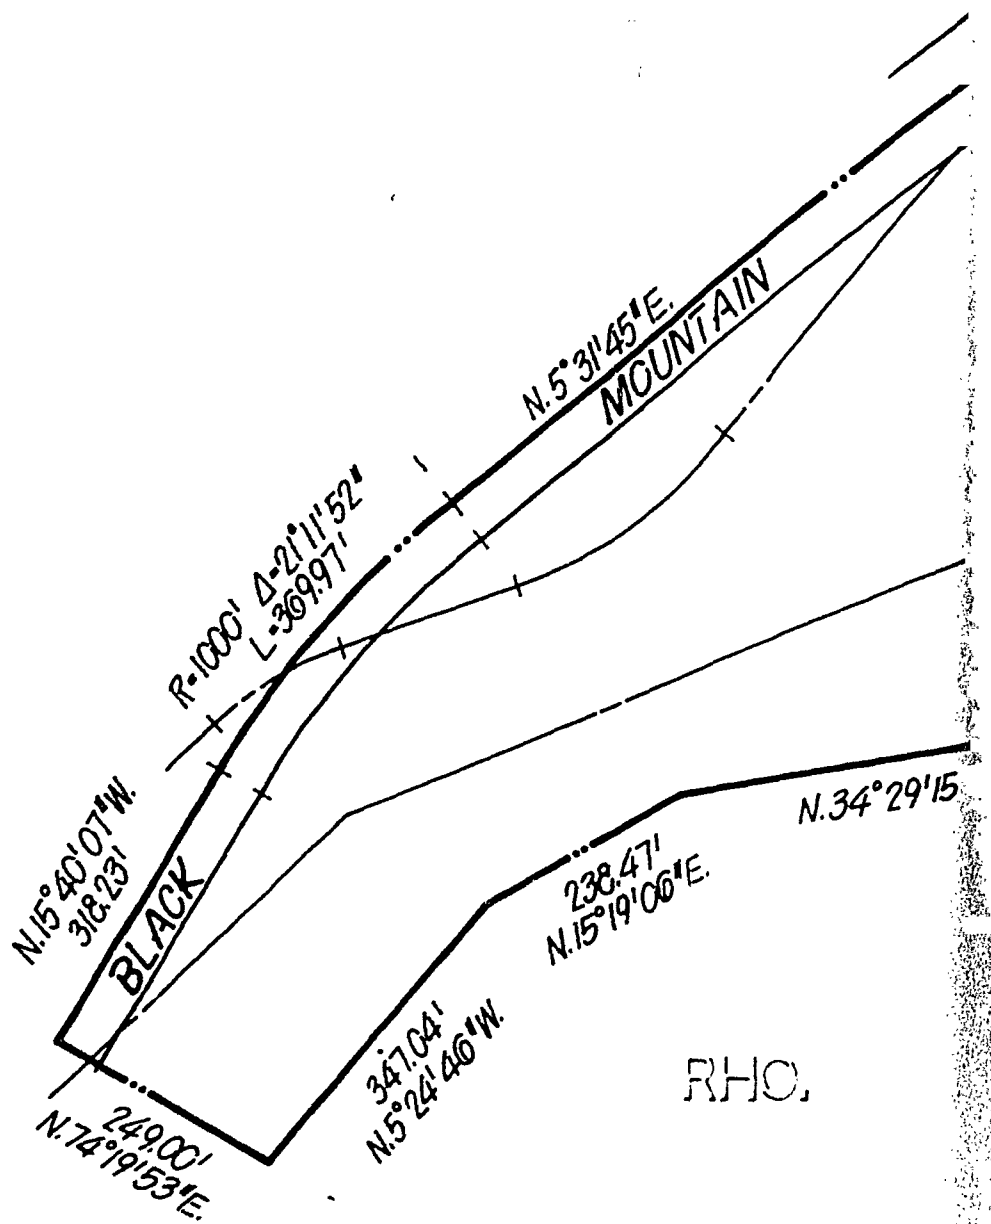 N.5°31'45"E.
MOUNTAIN
R=1000' Δ=21°11'52"
L=369.97'
N.15°40'07"W.
318.23'
BLACK
N.34°29'15
238.47'
N.15°19'06"E.
347.04'
N.5°24'46"W.
RHO.
249.00'
N.74°19'53"E.